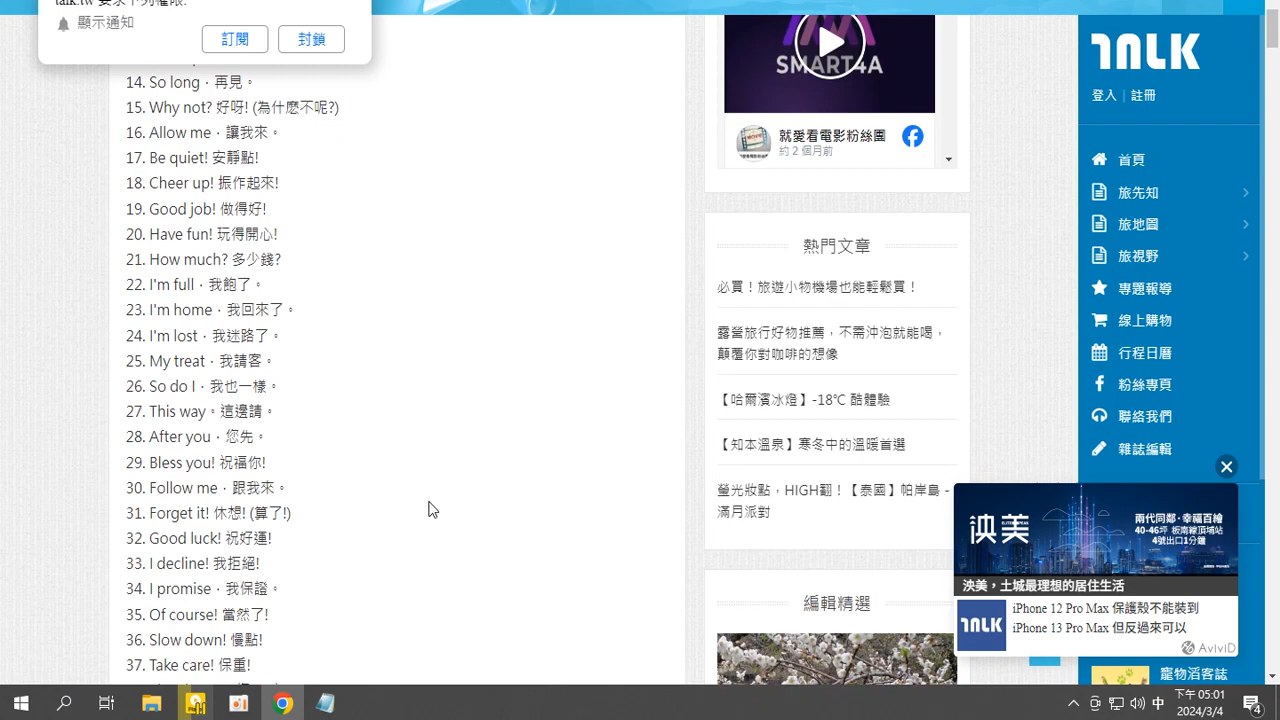 顯示通知
訂閱
封鎖
14. So long．再見。
15. Why not? 好呀! (為什麼不呢?)
16. Allow me．讓我來。
17. Be quiet! 安靜點!
18. Cheer up! 振作起來!
19. Good job! 做得好!
20. Have fun! 玩得開心!
21. How much? 多少錢?
22. I'm full．我飽了。
23. I'm home．我回來了。
24. I'm lost．我迷路了。
25. My treat．我請客。
26. So do I．我也一樣。
27. This way。這邊請。
28. After you．您先。
29. Bless you! 祝福你!
30. Follow me．跟我來。
31. Forget it! 休想! (算了!)
32. Good luck! 祝好運!
33. I decline! 我拒絕!
34. I promise．我保證。
35. Of course! 當然了!
36. Slow down! 慢點!
37. Take care! 保重!
SMART4A
就愛看電影粉絲團
約 2 個月前
熱門文章
必買！旅遊小物機場也能輕鬆買！
露營旅行好物推薦，不需沖泡就能喝，
顛覆你對咖啡的想像
【哈爾濱冰燈】-18℃ 酷體驗
【知本溫泉】寒冬中的溫暖首選
螢光妝點，HIGH翻！【泰國】帕岸島 -
滿月派對
編輯精選
TALK
登入 | 註冊
首頁
旅先知
旅地圖
旅視野
專題報導
線上購物
行程日曆
粉絲專頁
聯絡我們
雜誌編輯
泱美
兩代同鄰·幸福百繪
40-46坪 板南線頂埔站
4號出口1分鐘
泱美，土城最理想的居住生活
TALK
iPhone 12 Pro Max 保護殼不能裝到
iPhone 13 Pro Max 但反過來可以
AviviD
寵物滔客誌
中
下午 05:01
2024/3/4
4